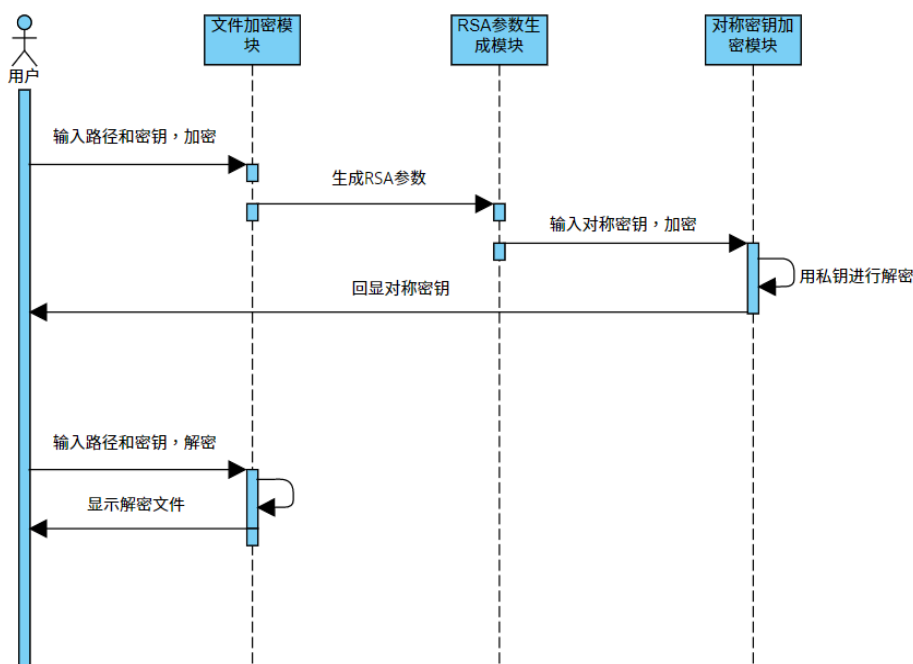 文件加密模
块
RSA参数生
成模块
对称密钥加
密模块
用户
输入路径和密钥，加密
生成RSA参数
输入对称密钥，加密
用私钥进行解密
回显对称密钥
输入路径和密钥，解密
显示解密文件